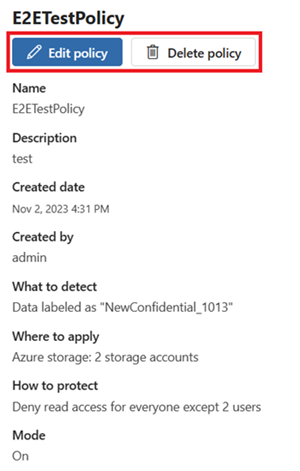 E2ETestPolicy
Edit policy Delete policy
Name
E2ETestPolicy
Description
test
Created date
Nov 2, 2023 4:31 PM
Created by
admin
What to detect
Data labeled as "NewConfidential_1013"
Where to apply
Azure storage: 2 storage accounts
How to protect
Deny read access for everyone except 2 users
Mode
On